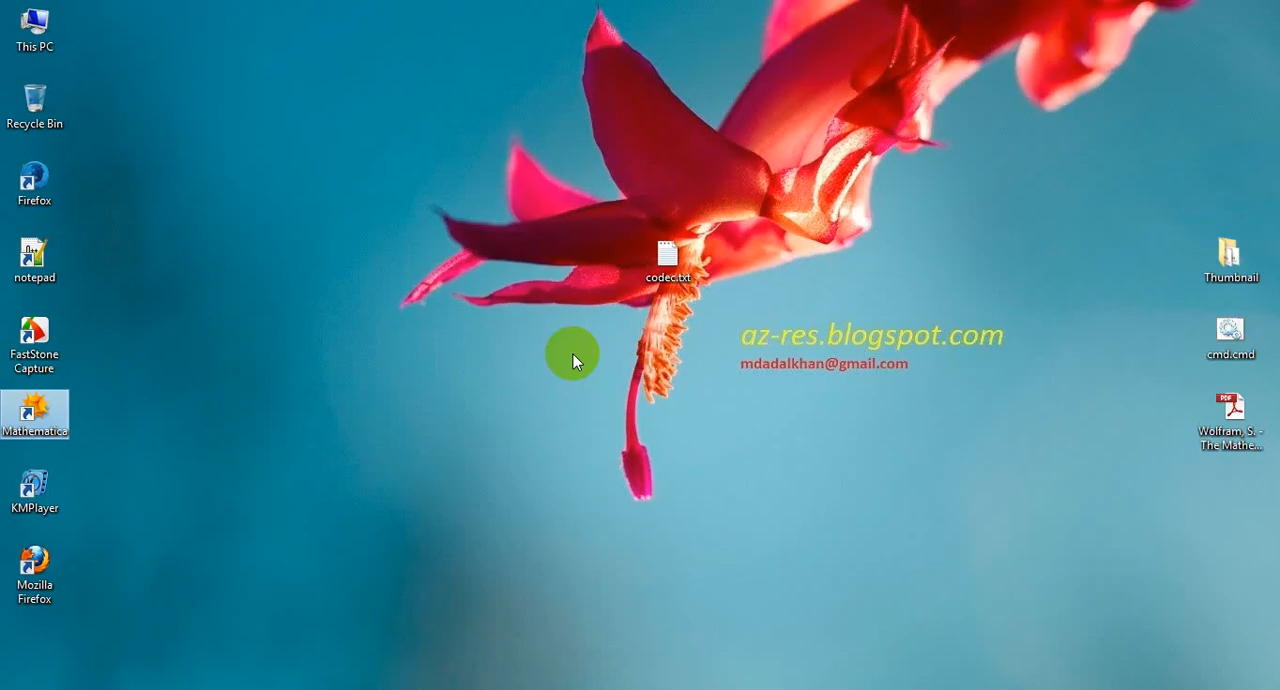 This PC
Recycle Bin
Firefox
notepad
FastStone
Capture
Mathematica
KMPlayer
Mozilla
Firefox
codec.txt
az-res.blogspot.com
mdadalkhan@gmail.com
Thumbnail
cmd.cmd
PDF
Wolfram, S. -
The Mathe...